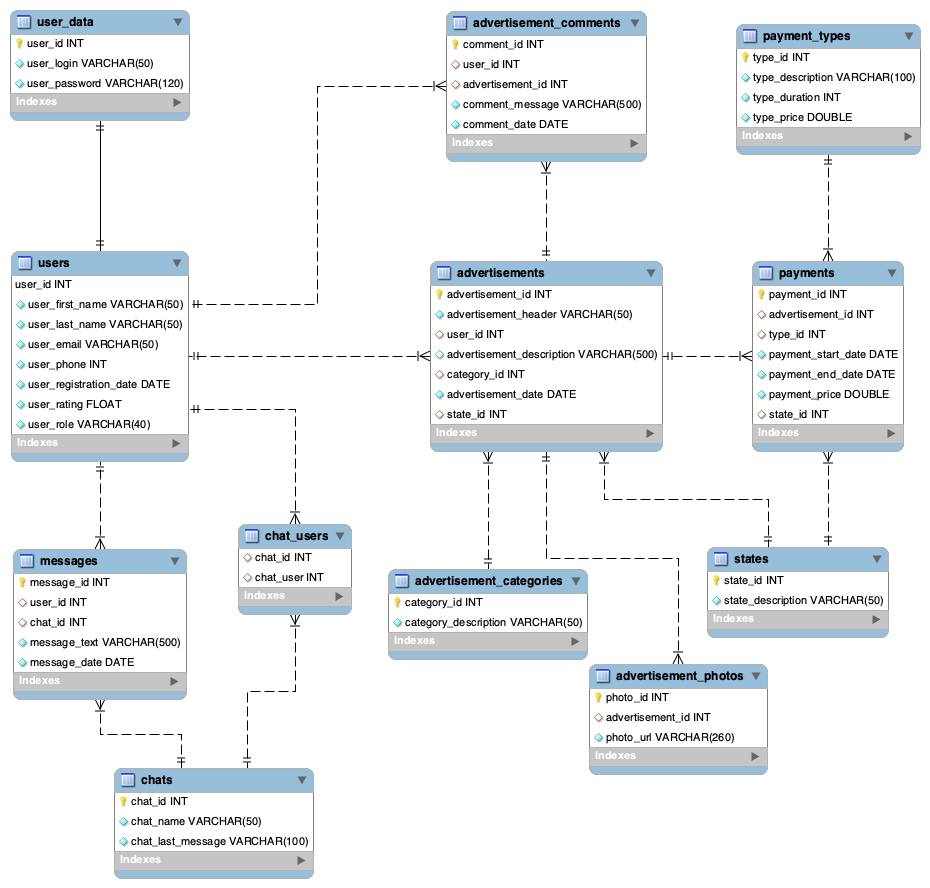 user_data
user_id INT
user_login VARCHAR(50)
user_password VARCHAR(120)
Indexes
advertisement_comments
comment_id INT
user_id INT
advertisement_id INT
comment_message VARCHAR(500)
comment_date DATE
Indexes
payment_types
type_id INT
type_description VARCHAR(100)
type_duration INT
type_price DOUBLE
Indexes
users
user_id INT
user_first_name VARCHAR(50)
user_last_name VARCHAR(50)
user_email VARCHAR(50)
user_phone INT
user_registration_date DATE
user_rating FLOAT
user_role VARCHAR(40)
Indexes
advertisements
advertisement_id INT
advertisement_header VARCHAR(50)
user_id INT
advertisement_description VARCHAR(500)
category_id INT
advertisement_date DATE
state_id INT
Indexes
payments
payment_id INT
advertisement_id INT
type_id INT
payment_start_date DATE
payment_end_date DATE
payment_price DOUBLE
state_id INT
Indexes
messages
message_id INT
user_id INT
chat_id INT
message_text VARCHAR(500)
message_date DATE
Indexes
chat_users
chat_id INT
chat_user INT
Indexes
advertisement_categories
category_id INT
category_description VARCHAR(50)
Indexes
states
state_id INT
state_description VARCHAR(50)
Indexes
advertisement_photos
photo_id INT
advertisement_id INT
photo_url VARCHAR(260)
Indexes
chats
chat_id INT
chat_name VARCHAR(50)
chat_last_message VARCHAR(100)
Indexes